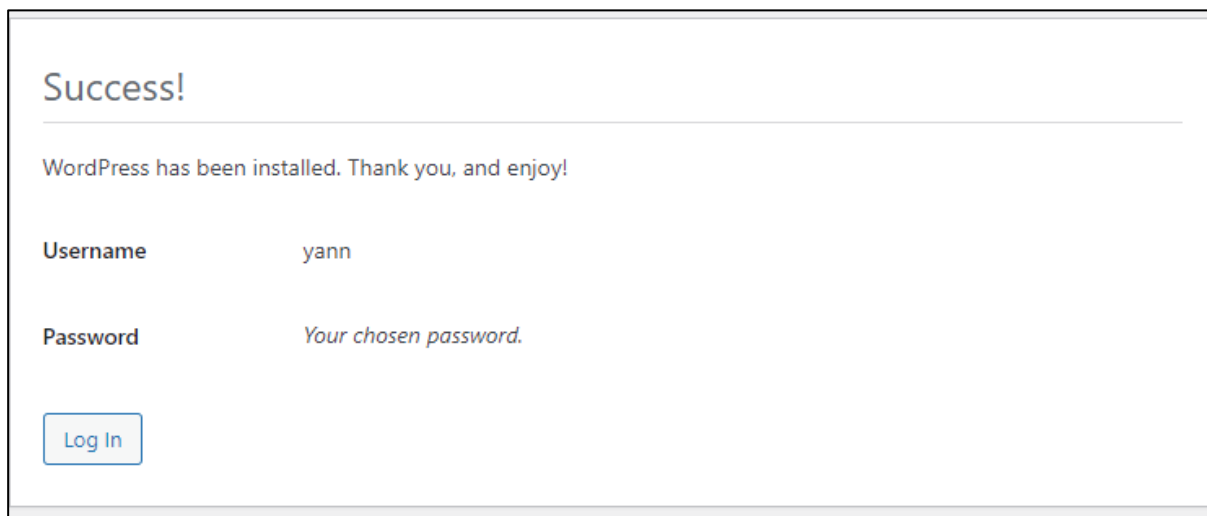 Success!
WordPress has been installed. Thank you, and enjoy!
Username yann
Password Your chosen password.
Log In